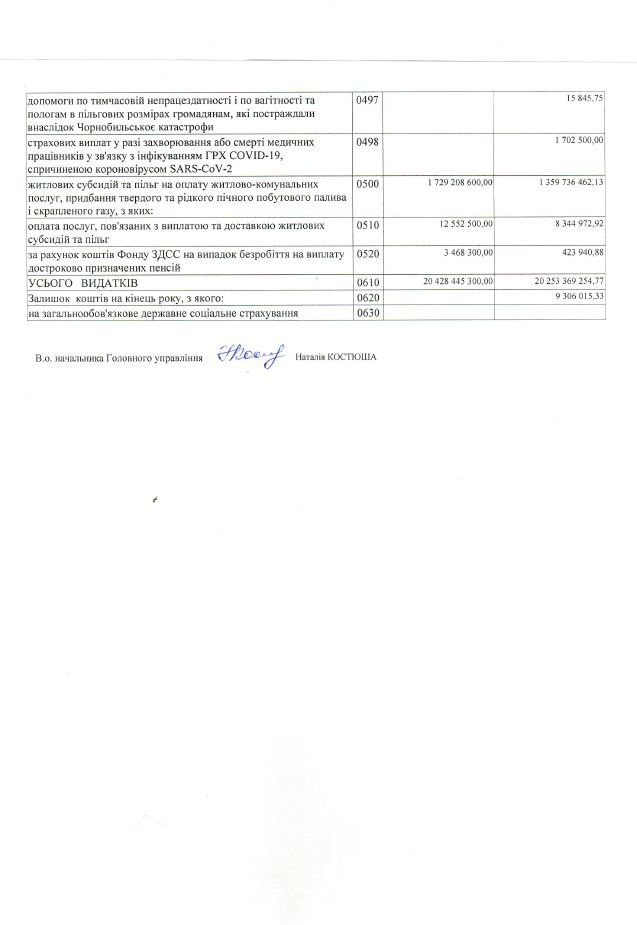 допомоги по тимчасовій непрацездатності і по вагітності та
пологам в пільгових розмірах громадянам, які постраждали
внаслідок Чорнобильськоє катастрофи
0497
15 845,75
страхових виплат у разі захворювання або смерті медичних
працівників у зв'язку з інфікуванням ГРХ COVID-19,
спричиненою короновірусом SARS-CoV-2
0498
1 702 500,00
житлових субсидій та пільг на оплату житлово-комунальних
послуг, придбання твердого та рідкого пічного побутового палива
і скрапленого газу, з яких:
0500
1 729 208 600,00
1 359 736 462,13
оплата послуг, пов'язаних з виплатою та доставкою житлових
субсидій та пільг
0510
12 552 500,00
8 344 972,92
за рахунок коштів Фонду ЗДСС на випадок безробіття на виплату
достроково призначених пенсій
0520
3 468 300,00
423 940,88
УСЬОГО ВИДАТКІВ
0610
20 428 445 300,00
20 253 369 254,77
Залишок коштів на кінець року, з якого:
0620
9 306 015,33
на загальнообов'язкове державне соціальне страхування
0630
В.о. начальника Головного управління
Наталія КОСТЮША